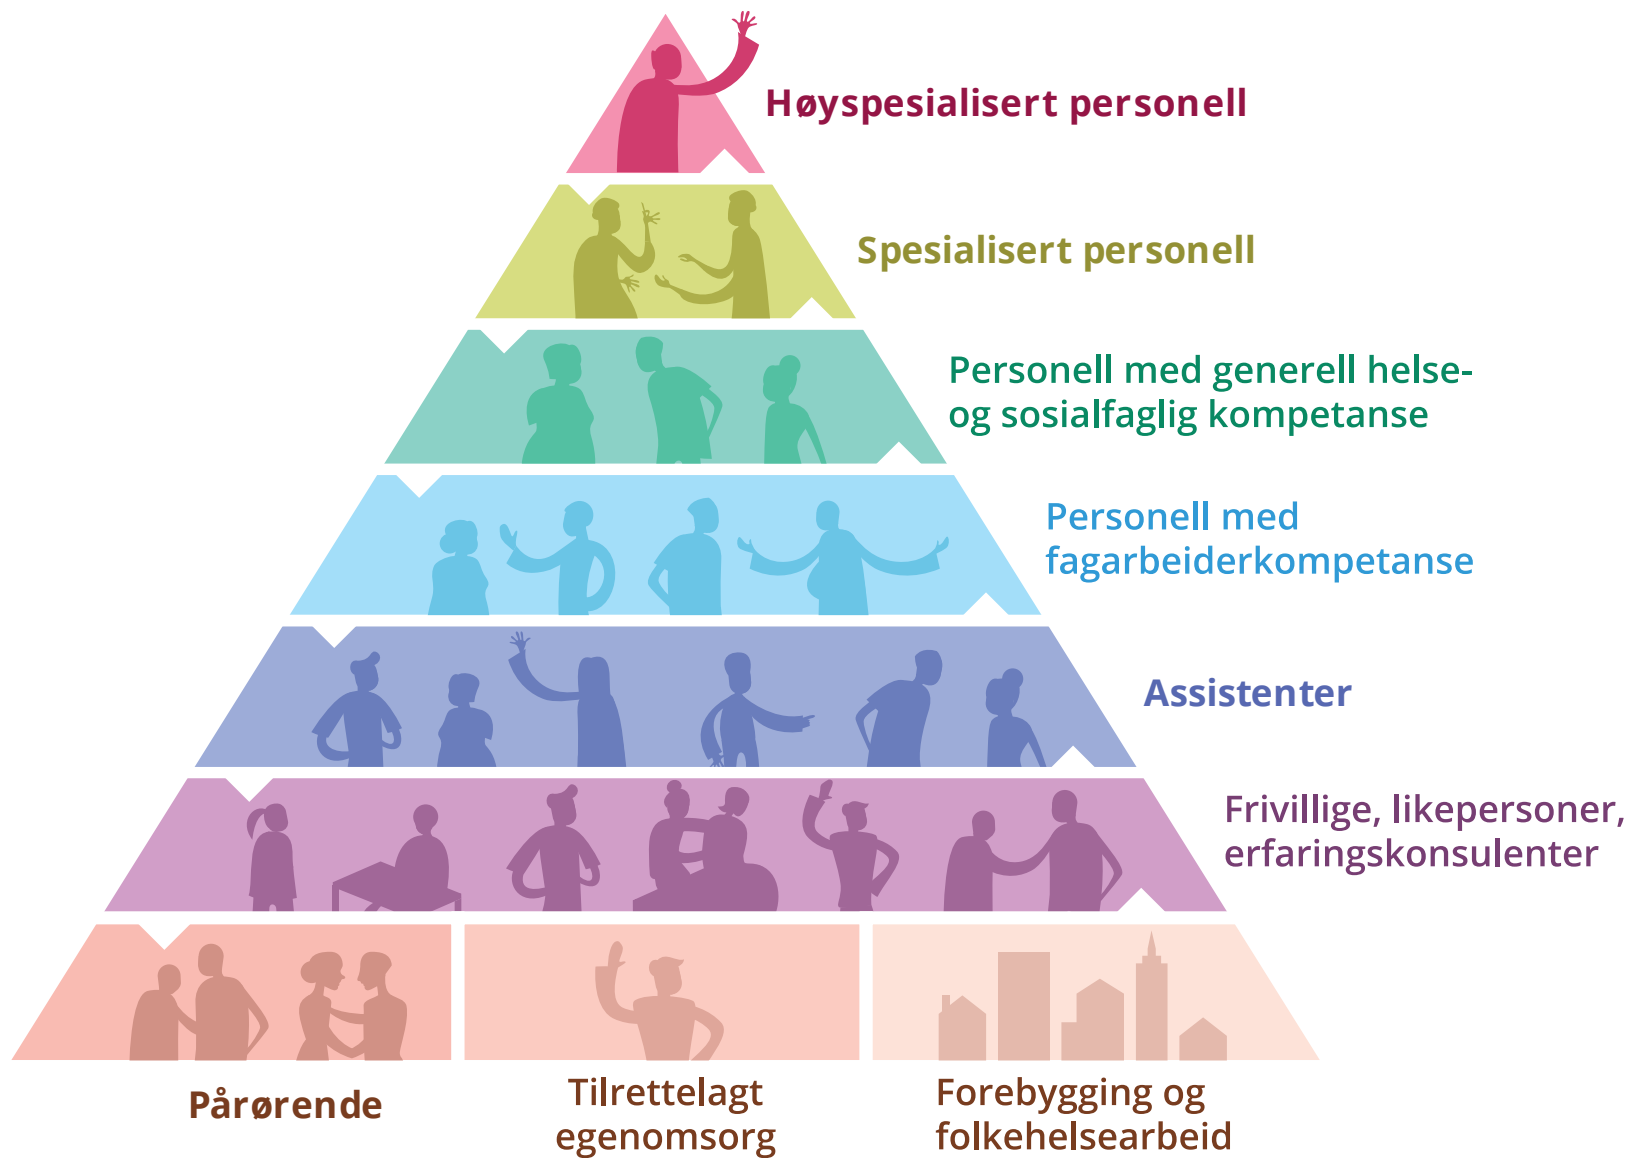 Høyspesialisert personell
Spesialisert personell
Personell med generell helse-
og sosialfaglig kompetanse
Personell med
fagarbeiderkompetanse
Assistenter
Frivillige, likepersoner,
erfaringskonsulenter
Pårørende
Tilrettelagt
egenomsorg
Forebygging og
folkehelsearbeid